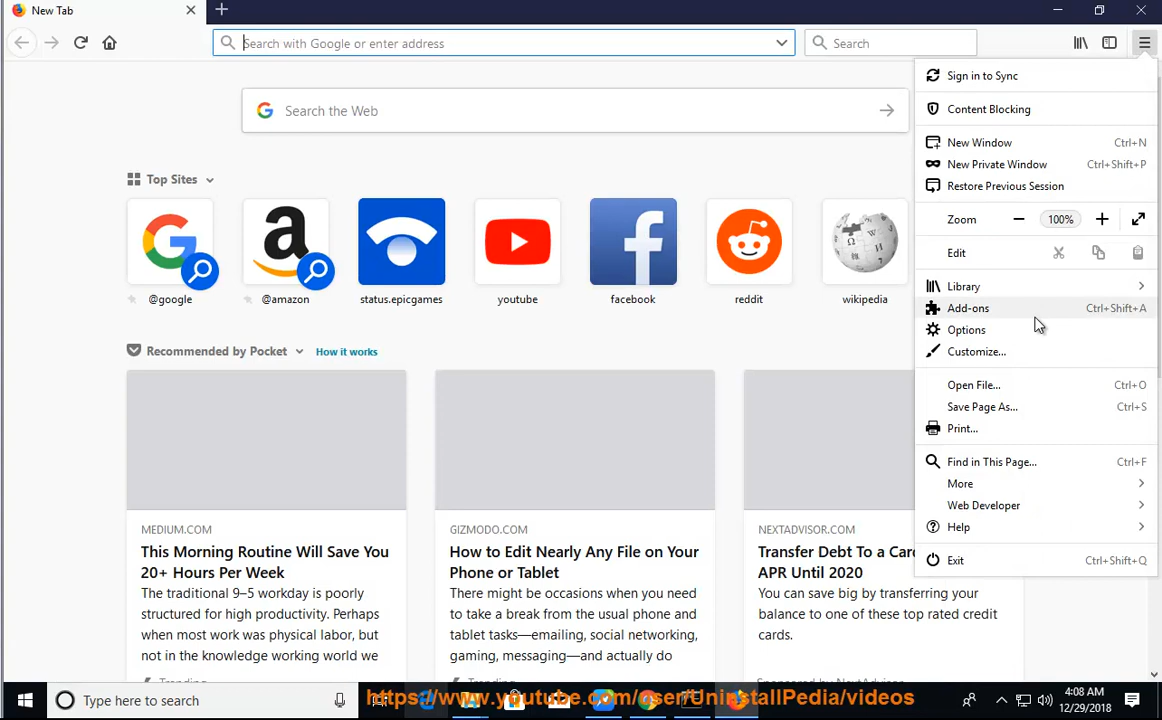 New Tab
Search with Google or enter address
Search
Sign in to Sync
Content Blocking
New Window Ctrl+N
New Private Window Ctrl+Shift+P
Restore Previous Session
Zoom 100%
Edit
Library
Add-ons Ctrl+Shift+A
Options
Customize...
Open File... Ctrl+O
Save Page As... Ctrl+S
Print...
Find in This Page... Ctrl+F
More
Web Developer
Help
Exit Ctrl+Shift+Q
Search the Web
Top Sites
@google @amazon status.epicgames youtube facebook reddit wikipedia
Recommended by Pocket How it works
MEDIUM.COM
This Morning Routine Will Save You
20+ Hours Per Week
The traditional 9–5 workday is poorly
structured for high productivity. Perhaps
when most work was physical labor, but
not in the knowledge working world we
GIZMODO.COM
How to Edit Nearly Any File on Your
Phone or Tablet
There might be occasions when you need
to take a break from the usual phone and
tablet tasks—emailing, social networking,
gaming, messaging—and actually do
NEXTADVISOR.COM
Transfer Debt To a Car
APR Until 2020
You can save big by transferring your
balance to one of these top rated credit
cards.
Type here to search
https://www.youtube.com/user/UninstallPedia/videos
4:08 AM
12/29/2018